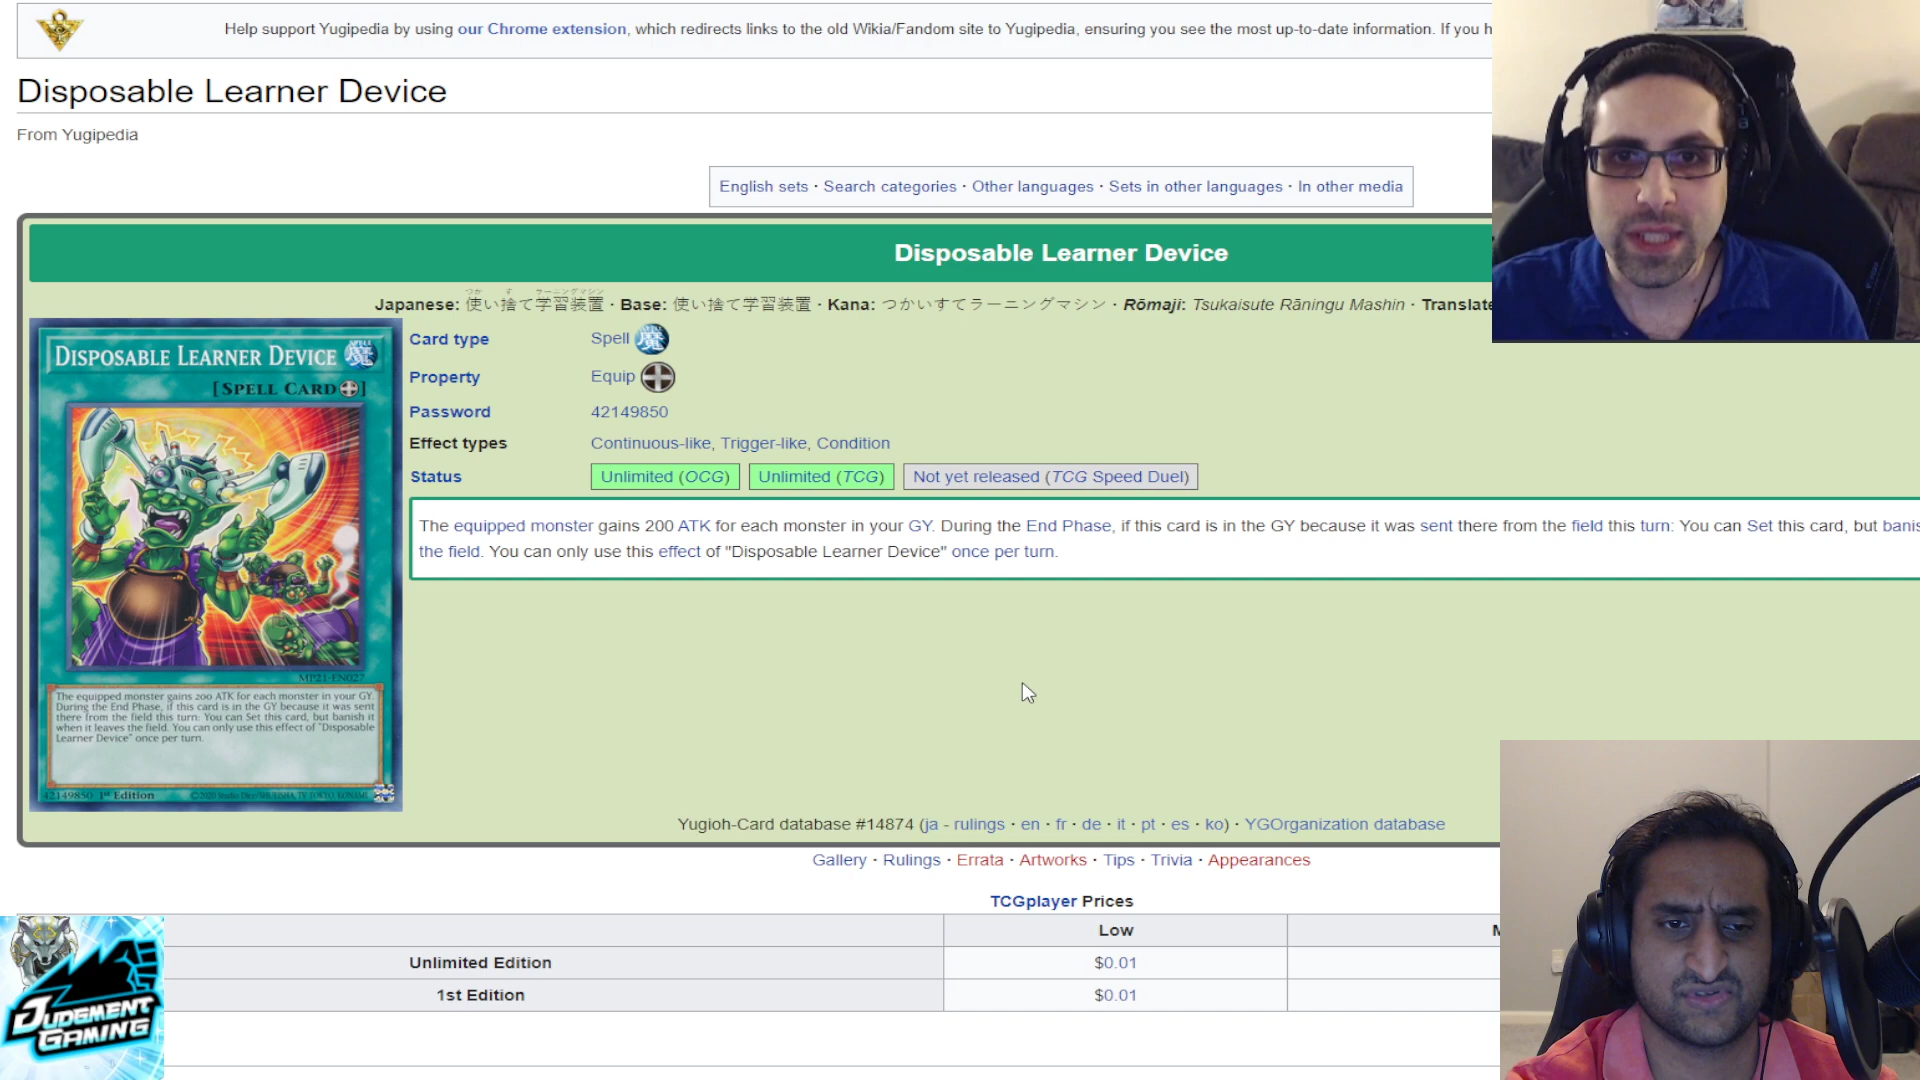 Help support Yugipedia by using our Chrome extension, which redirects links to the old Wikia/Fandom site to Yugipedia, ensuring you see the most up-to-date information. If you h
Disposable Learner Device
From Yugipedia
English sets · Search categories · Other languages · Sets in other languages · In other media
Disposable Learner Device
つか す ラーニングマシン
Japanese: 使い捨て学習装置 · Base: 使い捨て学習装置 · Kana: つかいすてラーニングマシン · Rōmaji: Tsukaisute Rāningu Mashin · Translate
DISPOSABLE LEARNER DEVICE
[SPELL CARD]
Card type Spell
Property Equip
Password 42149850
Effect types Continuous-like, Trigger-like, Condition
Status Unlimited (OCG) Unlimited (TCG) Not yet released (TCG Speed Duel)
The equipped monster gains 200 ATK for each monster in your GY. During the End Phase, if this card is in the GY because it was sent there from the field this turn: You can Set this card, but banis
the field. You can only use this effect of "Disposable Learner Device" once per turn.
MP21-EN027
The equipped monster gains 200 ATK for each monster in your GY.
During the End Phase, if this card is in the GY because it was sent
there from the field this turn: You can Set this card, but banish it
when it leaves the field. You can only use this effect of "Disposable
Learner Device" once per turn.
42149850 1st Edition
Yugioh-Card database #14874 (ja - rulings · en · fr · de · it · pt · es · ko) · YGOrganization database
Gallery · Rulings · Errata · Artworks · Tips · Trivia · Appearances
TCGplayer Prices
Low
Unlimited Edition $0.01
1st Edition $0.01
JUDGMENT
GAMING